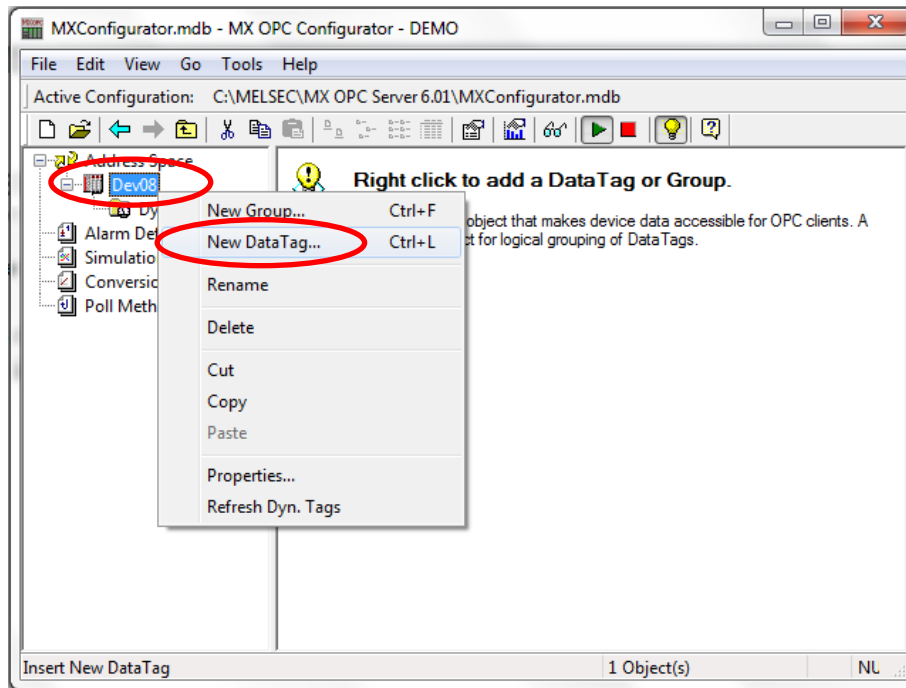 MXConfigurator.mdb - MX OPC Configurator - DEMO
File Edit View Go Tools Help
Active Configuration: C:\MELSEC\MX OPC Server 6.01\MXConfigurator.mdb
Address Space
Right click to add a DataTag or Group.
Dev08
Dy
New Group... Ctrl+F
object that makes device data accessible for OPC clients. A
Alarm Def
New DataTag... Ctrl+L
ct for logical grouping of DataTags.
Simulatio
Conversic
Rename
Poll Meth
Delete
Cut
Copy
Paste
Properties...
Refresh Dyn. Tags
Insert New DataTag 1 Object(s) NU